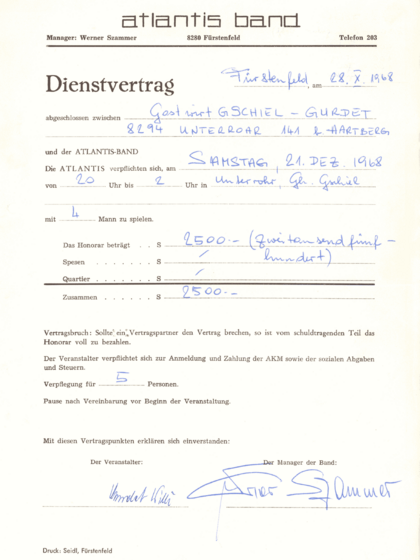 atlantis band
Manager: Werner Szammer 8280 Fürstenfeld Telefon 203
Dienstvertrag Fürstenfeld, am 28. X. 1968
abgeschlossen zwischen Gastwirt GSCHIEL - GURDET
8294 UNTERROAR 141 HARTBERG
und der ATLANTIS-BAND
Die ATLANTIS verpflichten sich, am SAMSTAG, 21. DEZ. 1968
von 20 Uhr bis 2 Uhr in Unterrohr, Gh. Gschiel
mit 4 Mann zu spielen.
Das Honorar beträgt . . S 2500.- (Zweitausendfünf-
Spesen . . . . . S / hundert)
Quartier . . . . . S /
Zusammen . . . . . S 2500.-
Vertragsbruch: Sollte ein Vertragspartner den Vertrag brechen, so ist vom schuldtragenden Teil das
Honorar voll zu bezahlen.
Der Veranstalter verpflichtet sich zur Anmeldung und Zahlung der AKM sowie der sozialen Abgaben
und Steuern.
Verpflegung für 5 Personen.
Pause nach Vereinbarung vor Beginn der Veranstaltung.
Mit diesen Vertragspunkten erklären sich einverstanden:
Der Veranstalter: Der Manager der Band:
Willi Szammer
Druck: Seidl, Fürstenfeld